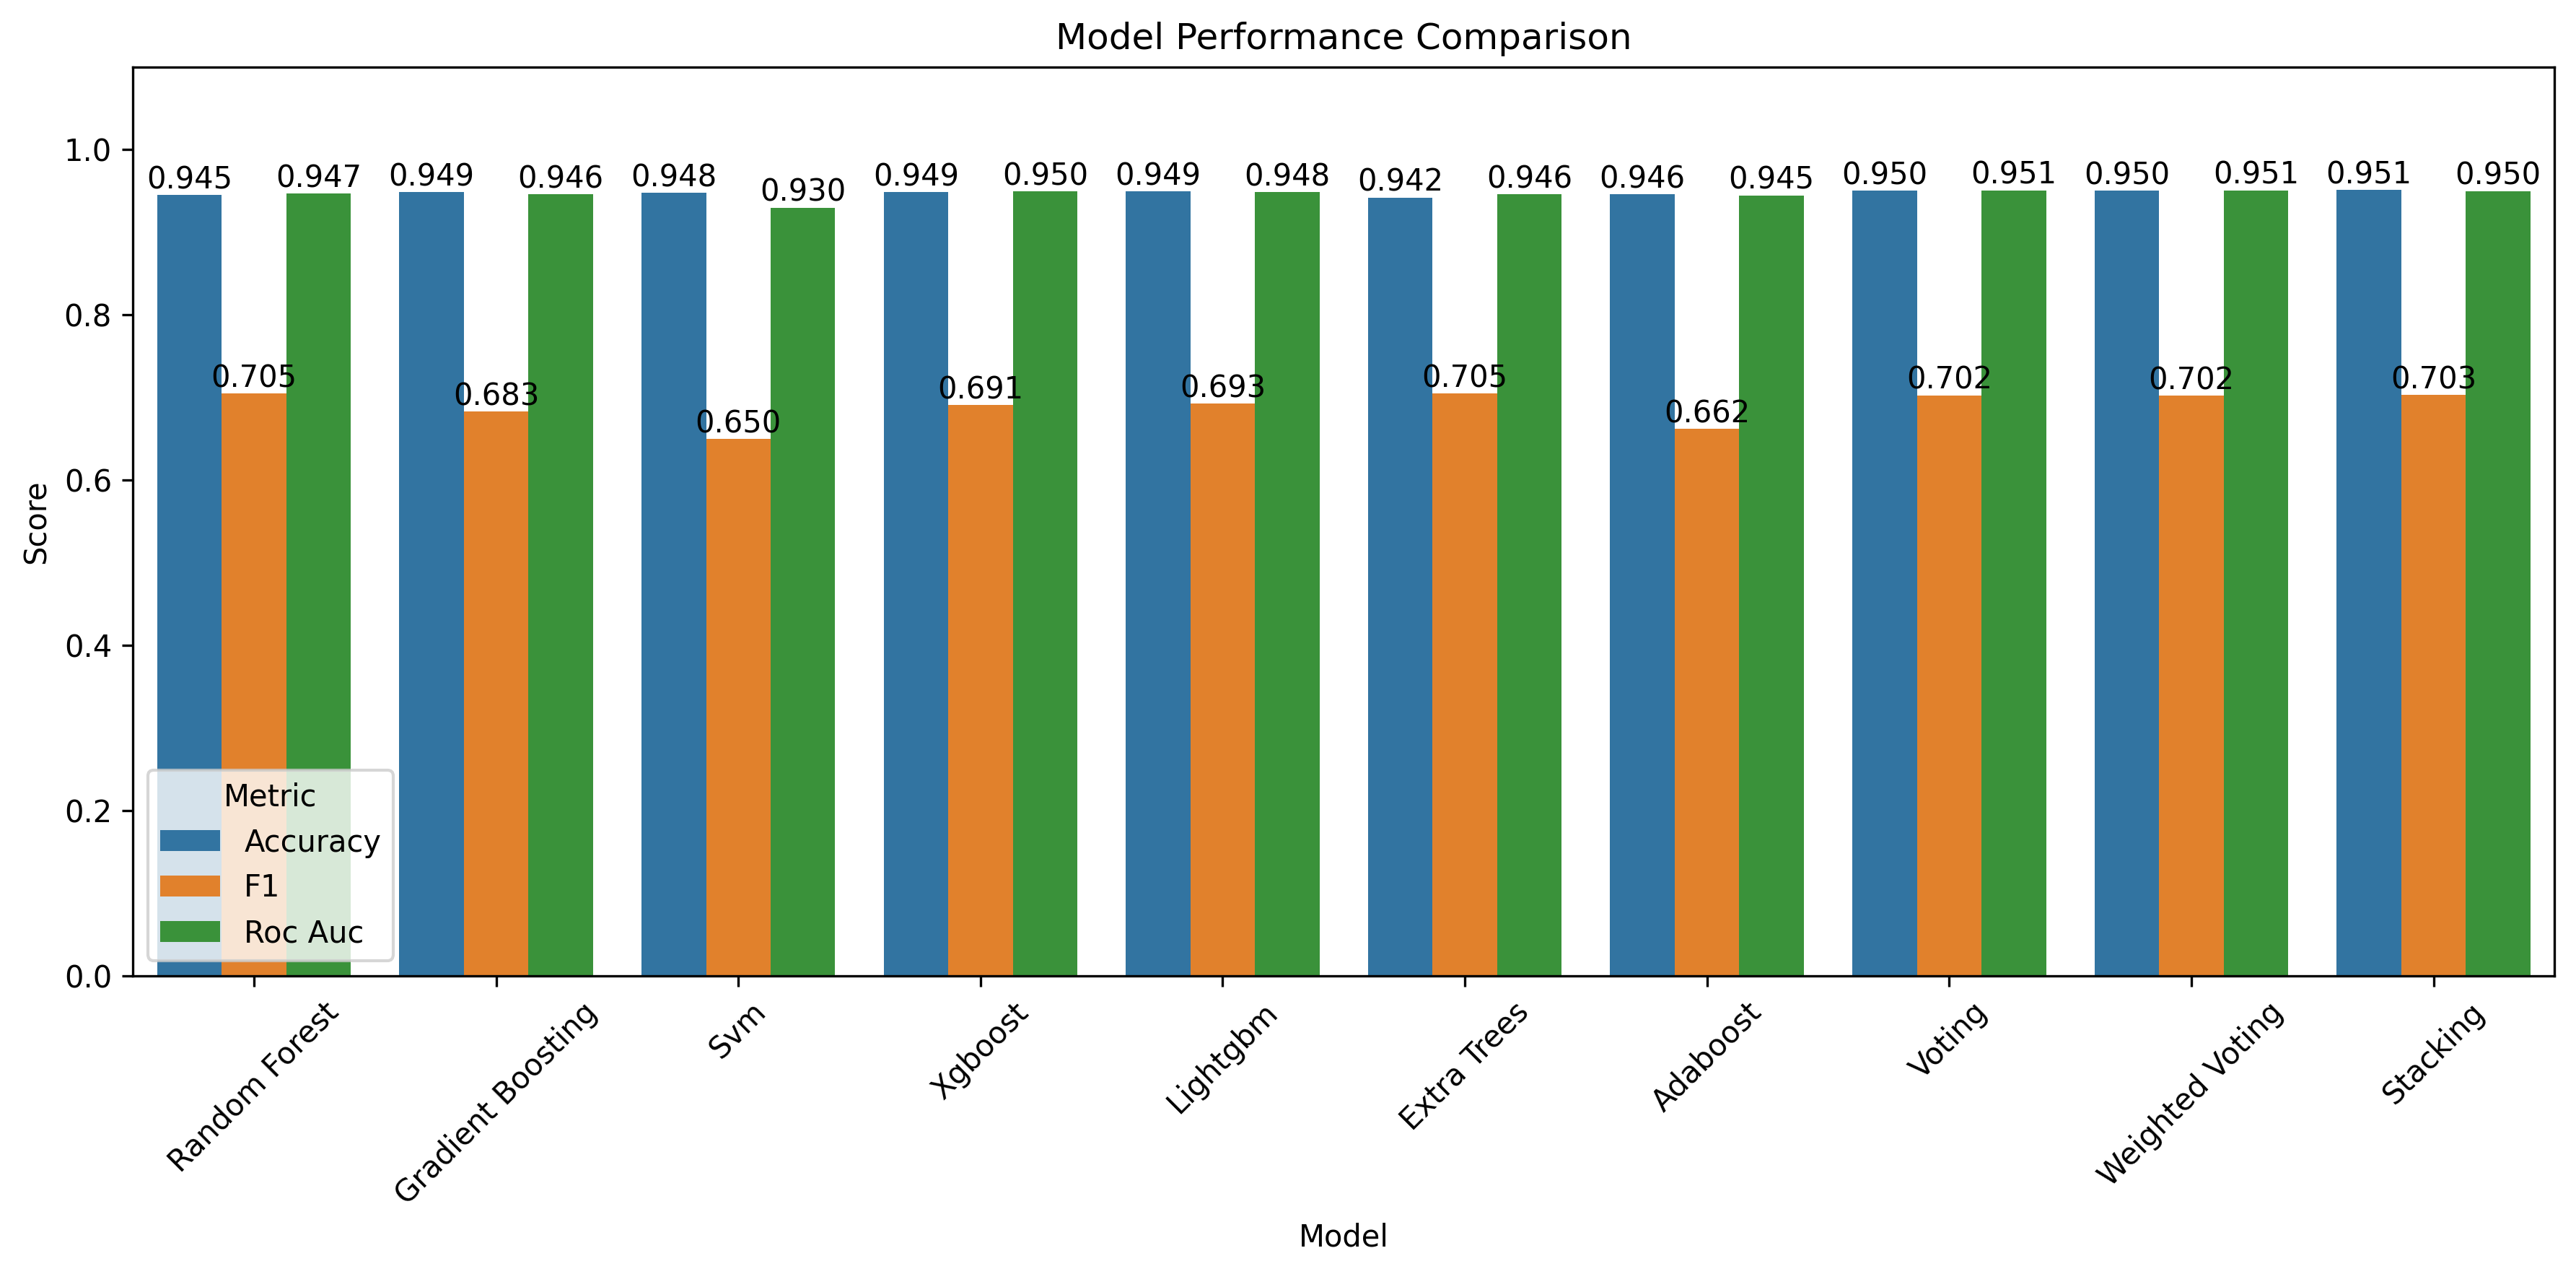 Model Performance Comparison
Score
1.0
0.8
0.6
0.4
0.2
0.0
0.945 0.705 0.947
0.949 0.683 0.946
0.948 0.650 0.930
0.949 0.691 0.950
0.949 0.693 0.948
0.942 0.705 0.946
0.946 0.662 0.945
0.950 0.702 0.951
0.950 0.702 0.951
0.951 0.703 0.950
Metric
Accuracy
F1
Roc Auc
Random Forest
Gradient Boosting
Svm
Xgboost
Lightgbm
Extra Trees
Adaboost
Voting
Weighted Voting
Stacking
Model